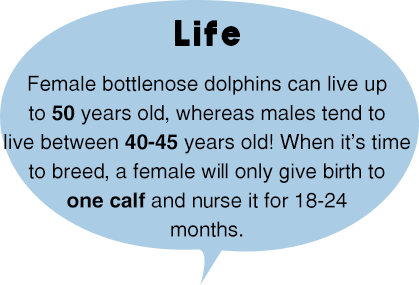 Life
Female bottlenose dolphins can live up
to 50 years old, whereas males tend to
live between 40-45 years old! When it's time
to breed, a female will only give birth to
one calf and nurse it for 18-24
months.